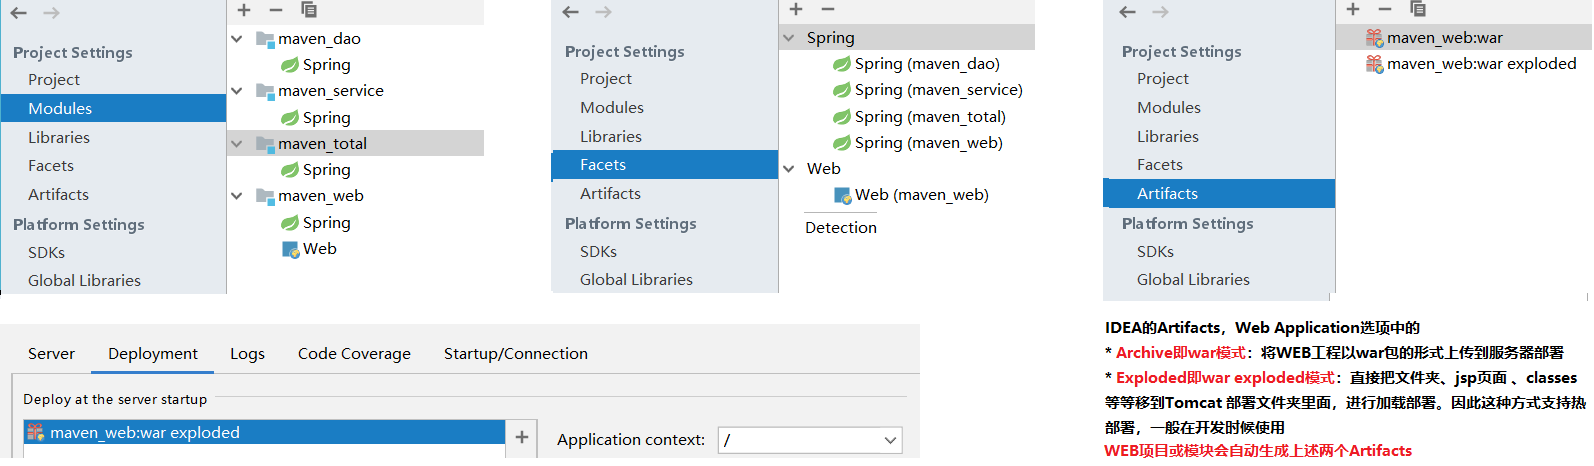 Project Settings
Project
Modules
Libraries
Facets
Artifacts
Platform Settings
SDKs
Global Libraries
maven_dao
Spring
maven_service
Spring
maven_total
Spring
maven_web
Spring
Web
Project Settings
Project
Modules
Libraries
Facets
Artifacts
Platform Settings
SDKs
Global Libraries
Spring
Spring (maven_dao)
Spring (maven_service)
Spring (maven_total)
Spring (maven_web)
Web
Web (maven_web)
Detection
Project Settings
Project
Modules
Libraries
Facets
Artifacts
Platform Settings
SDKs
Global Libraries
maven_web:war
maven_web:war exploded
Server Deployment Logs Code Coverage Startup/Connection
Deploy at the server startup
maven_web:war exploded
Application context: /
IDEA的Artifacts，Web Application选项中的
* Archive即war模式：将WEB工程以war包的形式上传到服务器部署
* Exploded即war exploded模式：直接把文件夹、jsp页面 、classes
等等移到Tomcat 部署文件夹里面，进行加载部署。因此这种方式支持热
部署，一般在开发时候使用
WEB项目或模块会自动生成上述两个Artifacts